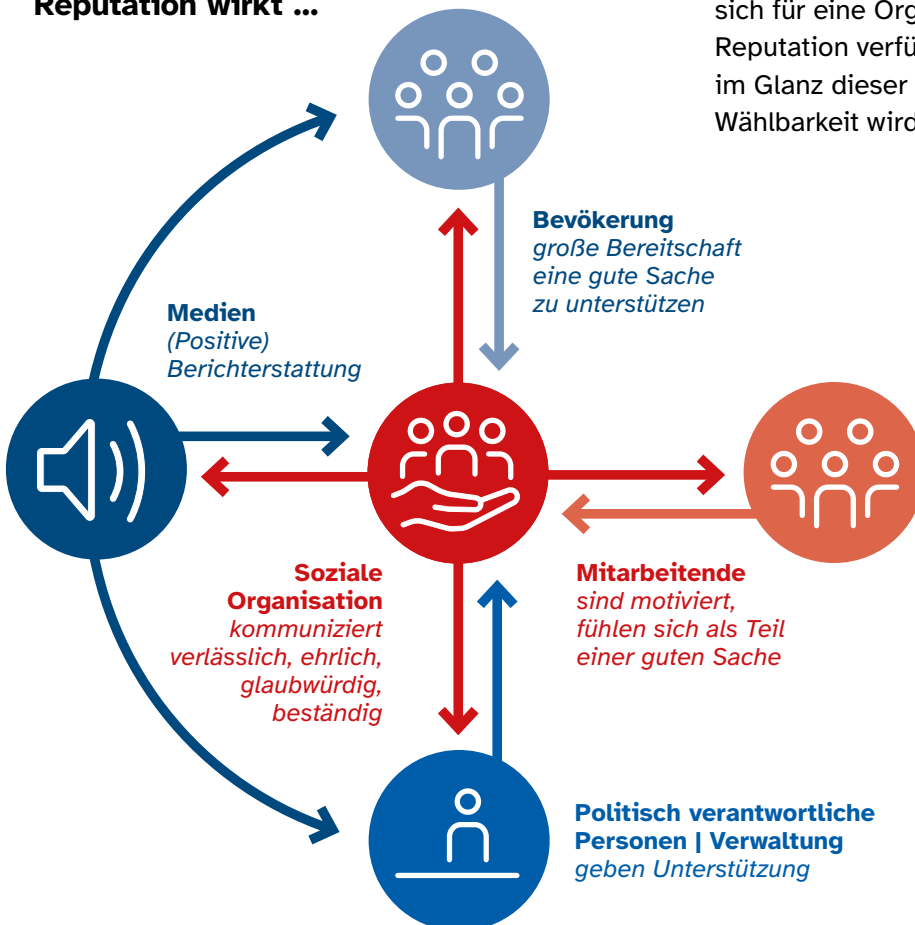 Reputation wirkt ...
sich für eine Org
Reputation verfü
im Glanz dieser
Wählbarkeit wird
Bevökerung
große Bereitschaft
eine gute Sache
zu unterstützen
Medien
(Positive)
Berichterstattung
Soziale
Organisation
kommuniziert
verlässlich, ehrlich,
glaubwürdig,
beständig
Mitarbeitende
sind motiviert,
fühlen sich als Teil
einer guten Sache
Politisch verantwortliche
Personen | Verwaltung
geben Unterstützung